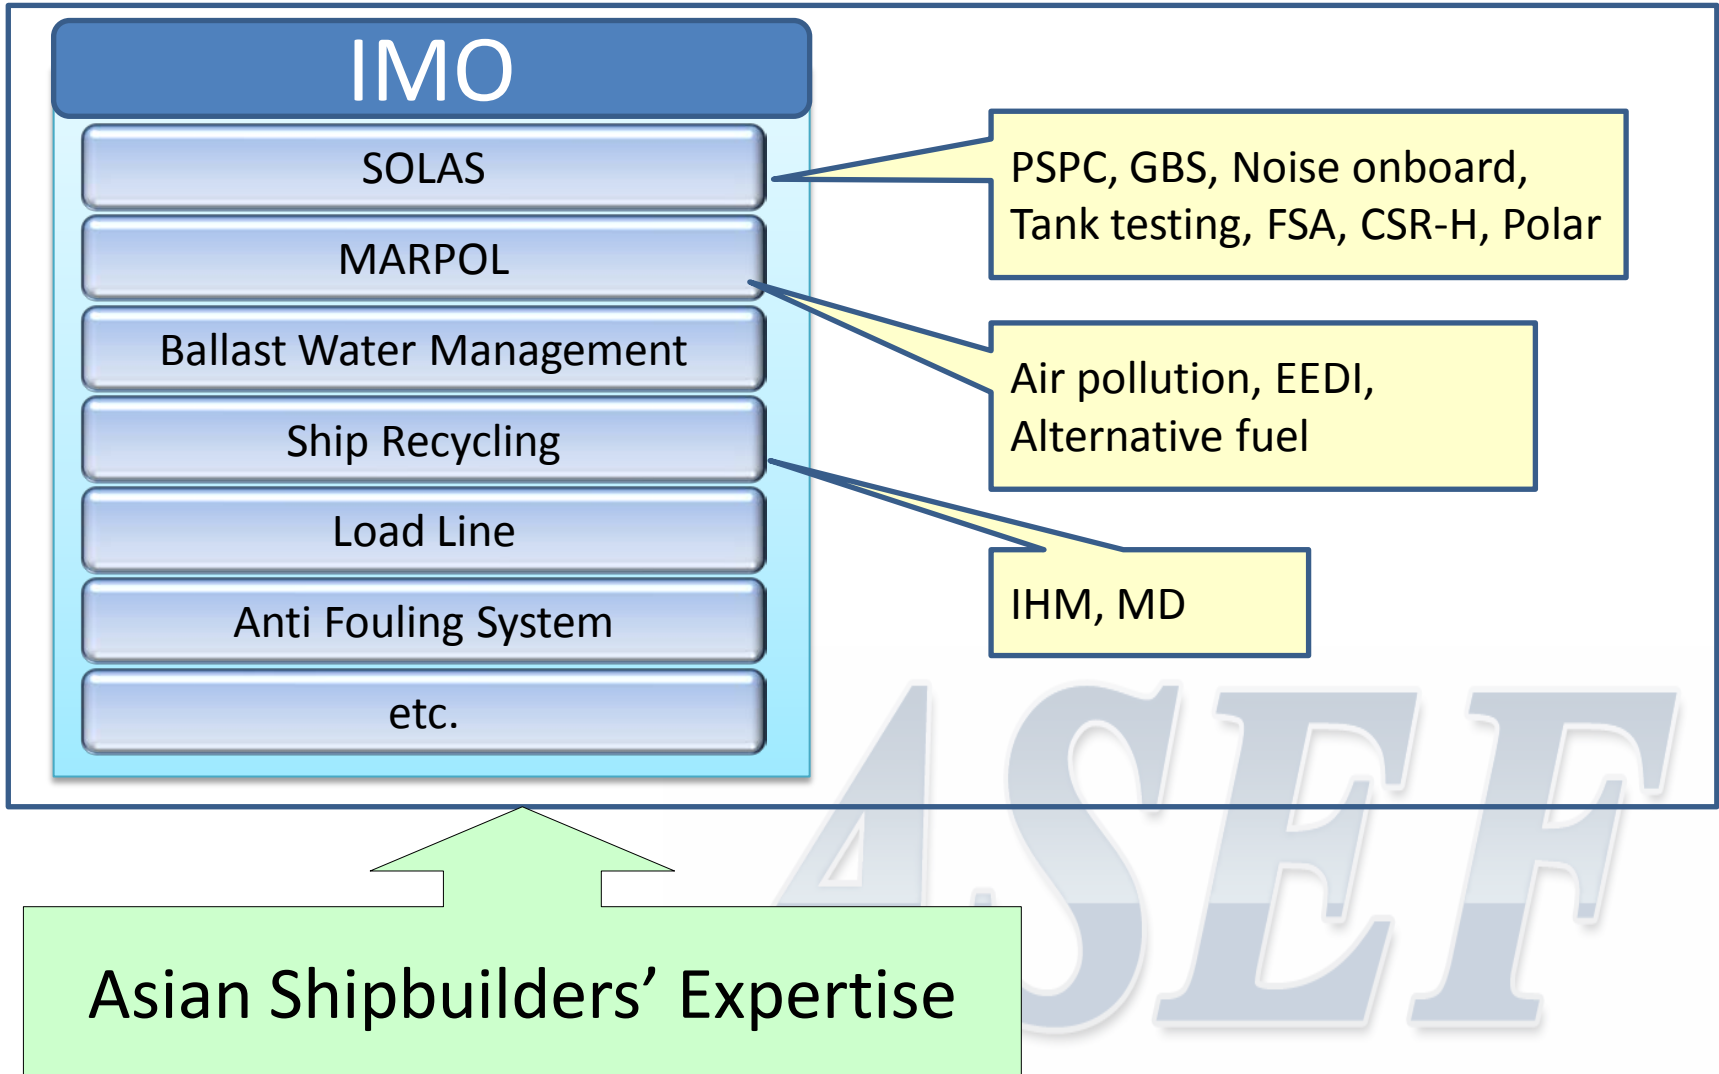 IMO
SOLAS
MARPOL
Ballast Water Management
Ship Recycling
Load Line
Anti Fouling System
etc.
PSPC, GBS, Noise onboard,
Tank testing, FSA, CSR-H, Polar
Air pollution, EEDI,
Alternative fuel
IHM, MD
Asian Shipbuilders’ Expertise
ASEF